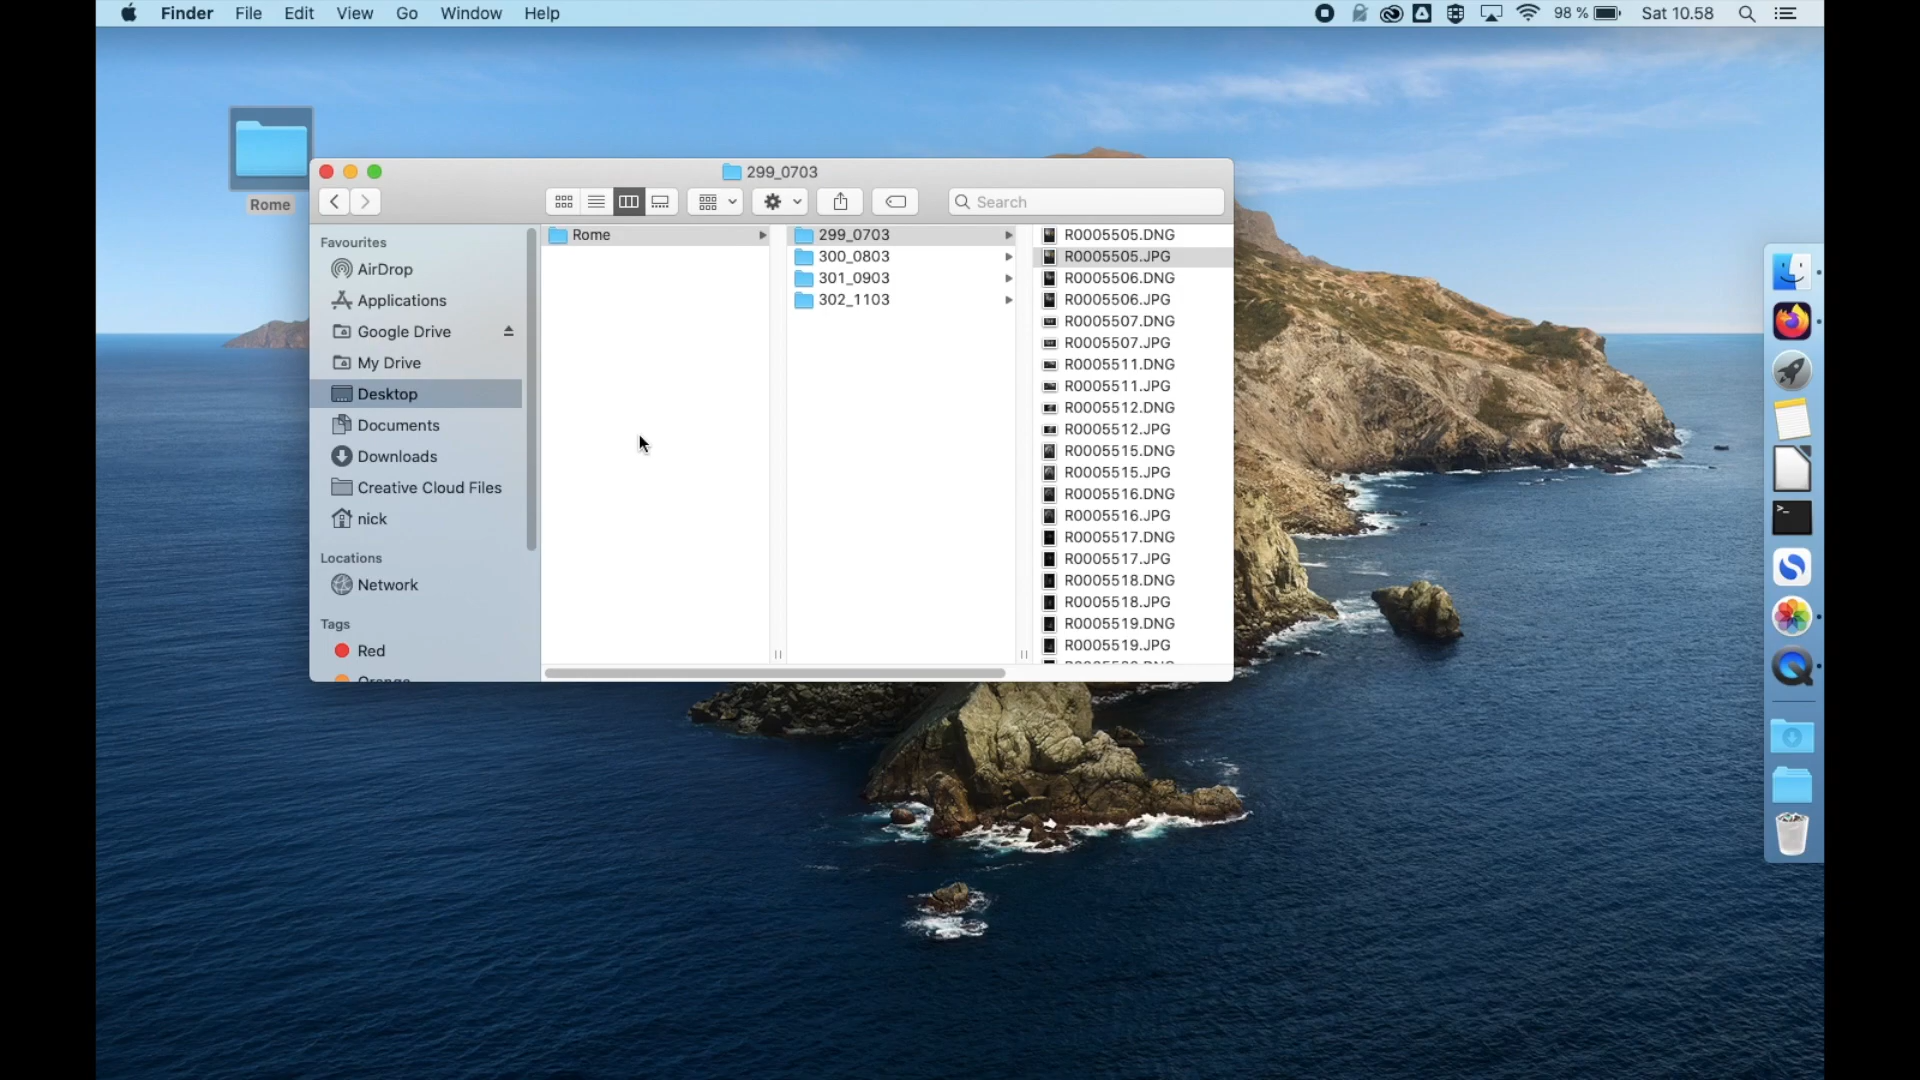 Finder File Edit View Go Window Help 98 % Sat 10.58
Rome
299_0703
Search
Favourites
AirDrop
Applications
Google Drive
My Drive
Desktop
Documents
Downloads
Creative Cloud Files
nick
Locations
Network
Tags
Red
Orange
Rome
299_0703
300_0803
301_0903
302_1103
R0005505.DNG
R0005505.JPG
R0005506.DNG
R0005506.JPG
R0005507.DNG
R0005507.JPG
R0005511.DNG
R0005511.JPG
R0005512.DNG
R0005512.JPG
R0005515.DNG
R0005515.JPG
R0005516.DNG
R0005516.JPG
R0005517.DNG
R0005517.JPG
R0005518.DNG
R0005518.JPG
R0005519.DNG
R0005519.JPG